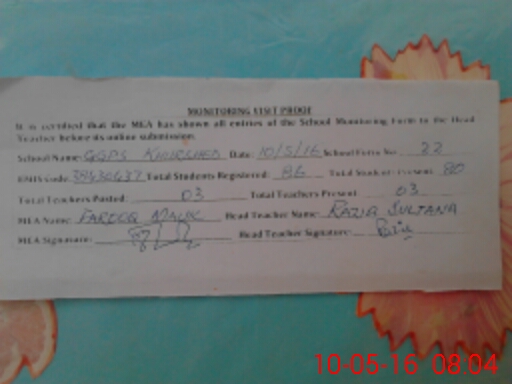 MONITORING VISIT PROOF
It is certified that the MEA has shown all entries of the School Monitoring Form to the Head
Teacher before its online submission.
School Name: GGPS Date: 10/5/16 School Form No. 22
EMIS Code: Total Students Registered: 86 Total Student Present: 80
Total Teachers Posted: 03 Total Teachers Present: 03
MEA Name: FAROOQ MALIK Head Teacher Name: RAZIA SULTANA
MEA Signature: Head Teacher Signature: Razia
10-05-16 08:04